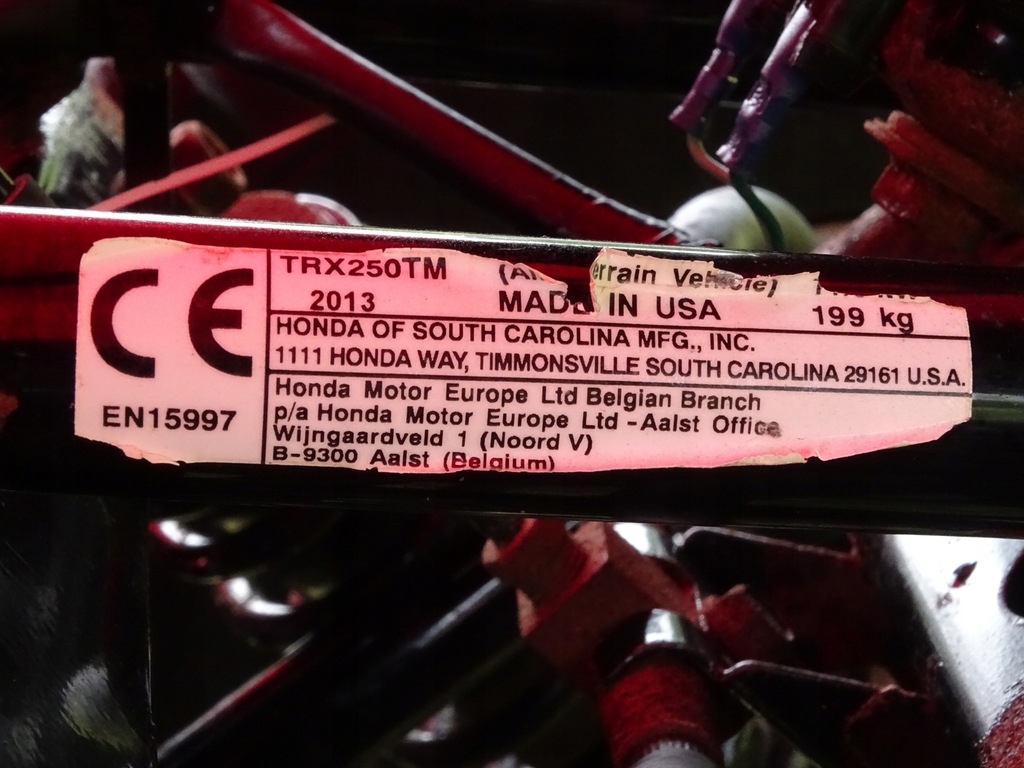 CE
EN15997
TRX250TM
2013 MADE IN USA 199 kg
HONDA OF SOUTH CAROLINA MFG., INC.
1111 HONDA WAY, TIMMONSVILLE SOUTH CAROLINA 29161 U.S.A.
Honda Motor Europe Ltd Belgian Branch
p/a Honda Motor Europe Ltd -Aalst Office
Wijngaardveld 1 (Noord V)
B-9300 Aalst (Belgium)